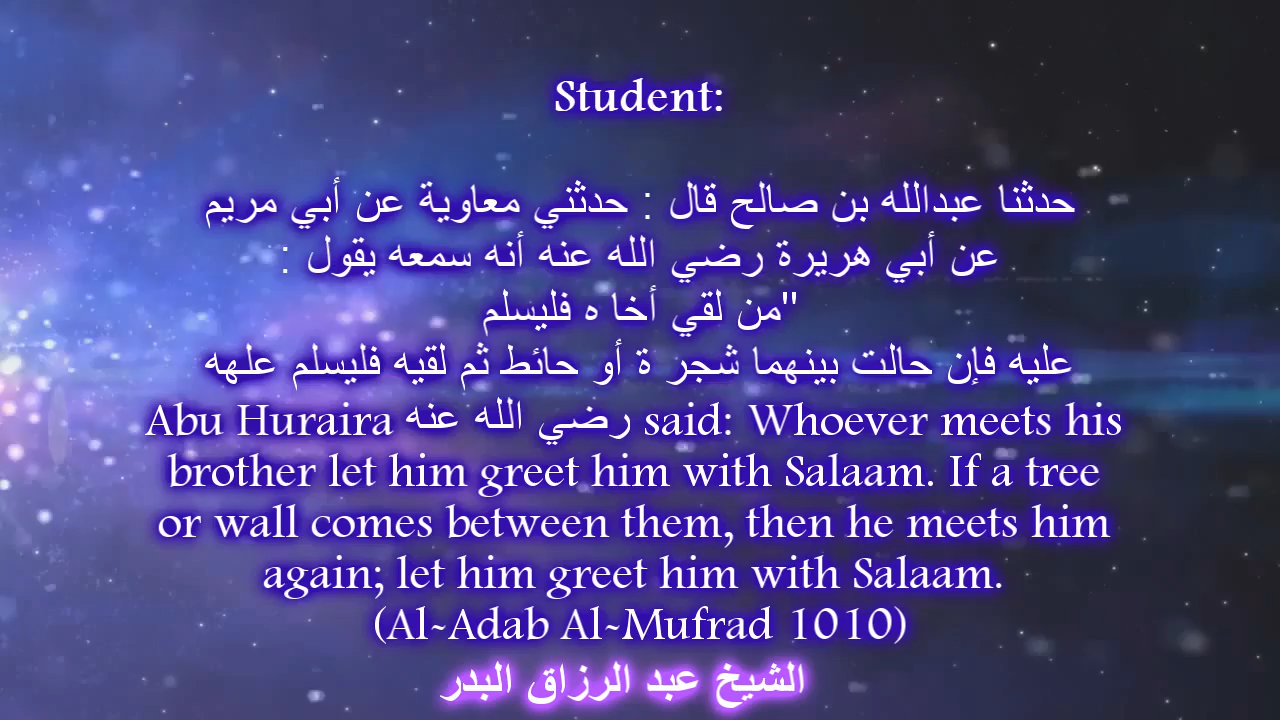 Student:
حدثنا عبدالله بن صالح قال : حدثني معاوية عن أبي مريم
عن أبي هريرة رضي الله عنه أنه سمعه يقول :
"من لقي أخا ه فليسلم
عليه فإن حالت بينهما شجر ة أو حائط ثم لقيه فليسلم علهه
Abu Huraira رضي الله عنه said: Whoever meets his
brother let him greet him with Salaam. If a tree
or wall comes between them, then he meets him
again; let him greet him with Salaam.
(Al-Adab Al-Mufrad 1010)
الشيخ عبد الرزاق البدر